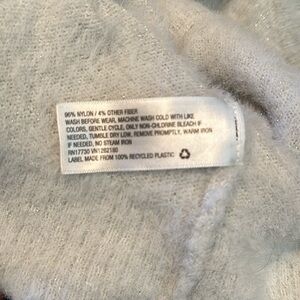 96% NYLON / 4% OTHER FIBER
WASH BEFORE WEAR, MACHINE WASH COLD WITH LIKE
COLORS, GENTLE CYCLE, ONLY NON-CHLORINE BLEACH IF
NEEDED, TUMBLE DRY LOW, REMOVE PROMPTLY, WARM IRON
IF NEEDED, NO STEAM IRON
RN17730 VN1262180
LABEL MADE FROM 100% RECYCLED PLASTIC